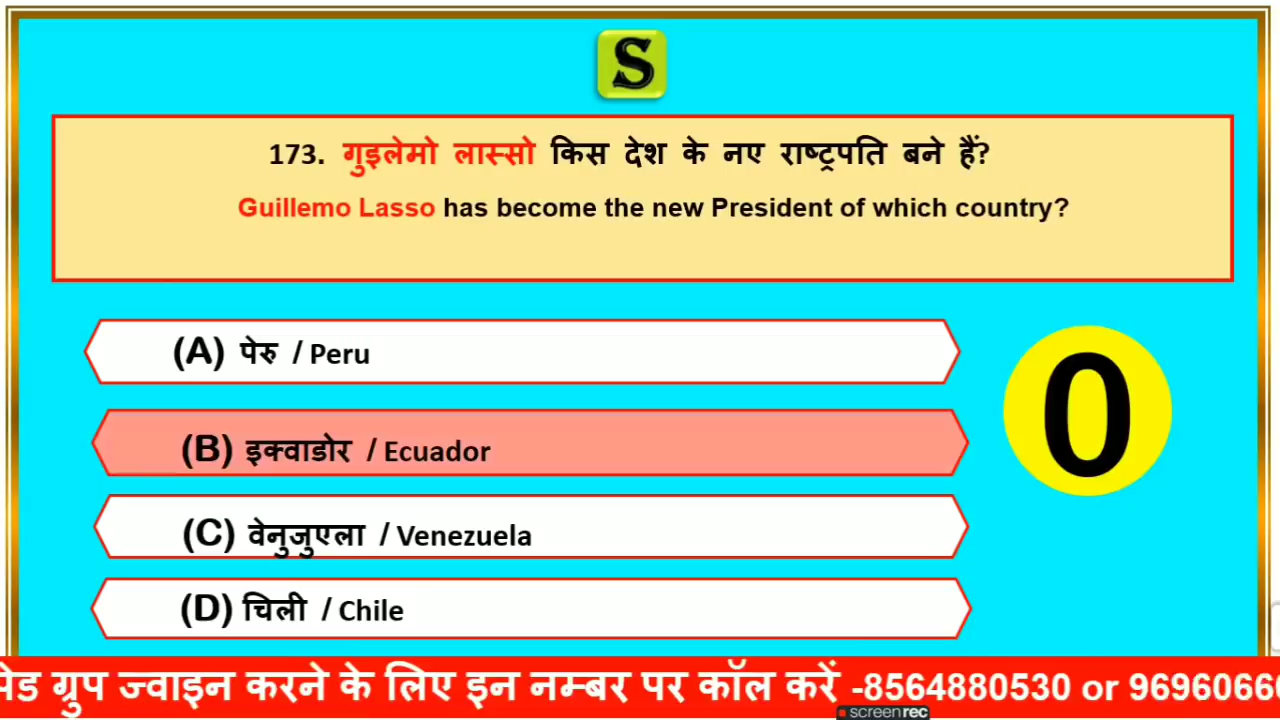 S
173. गुइलेमो लास्सो किस देश के नए राष्ट्रपति बने हैं?
Guillemo Lasso has become the new President of which country?
(A) पेरु / Peru
0
(B) इक्वाडोर / Ecuador
(C) वेनुजुएला / Venezuela
(D) चिली / Chile
पेड ग्रुप ज्वाइन करने के लिए इन नम्बर पर कॉल करें -8564880530 or 9696066
screenrec